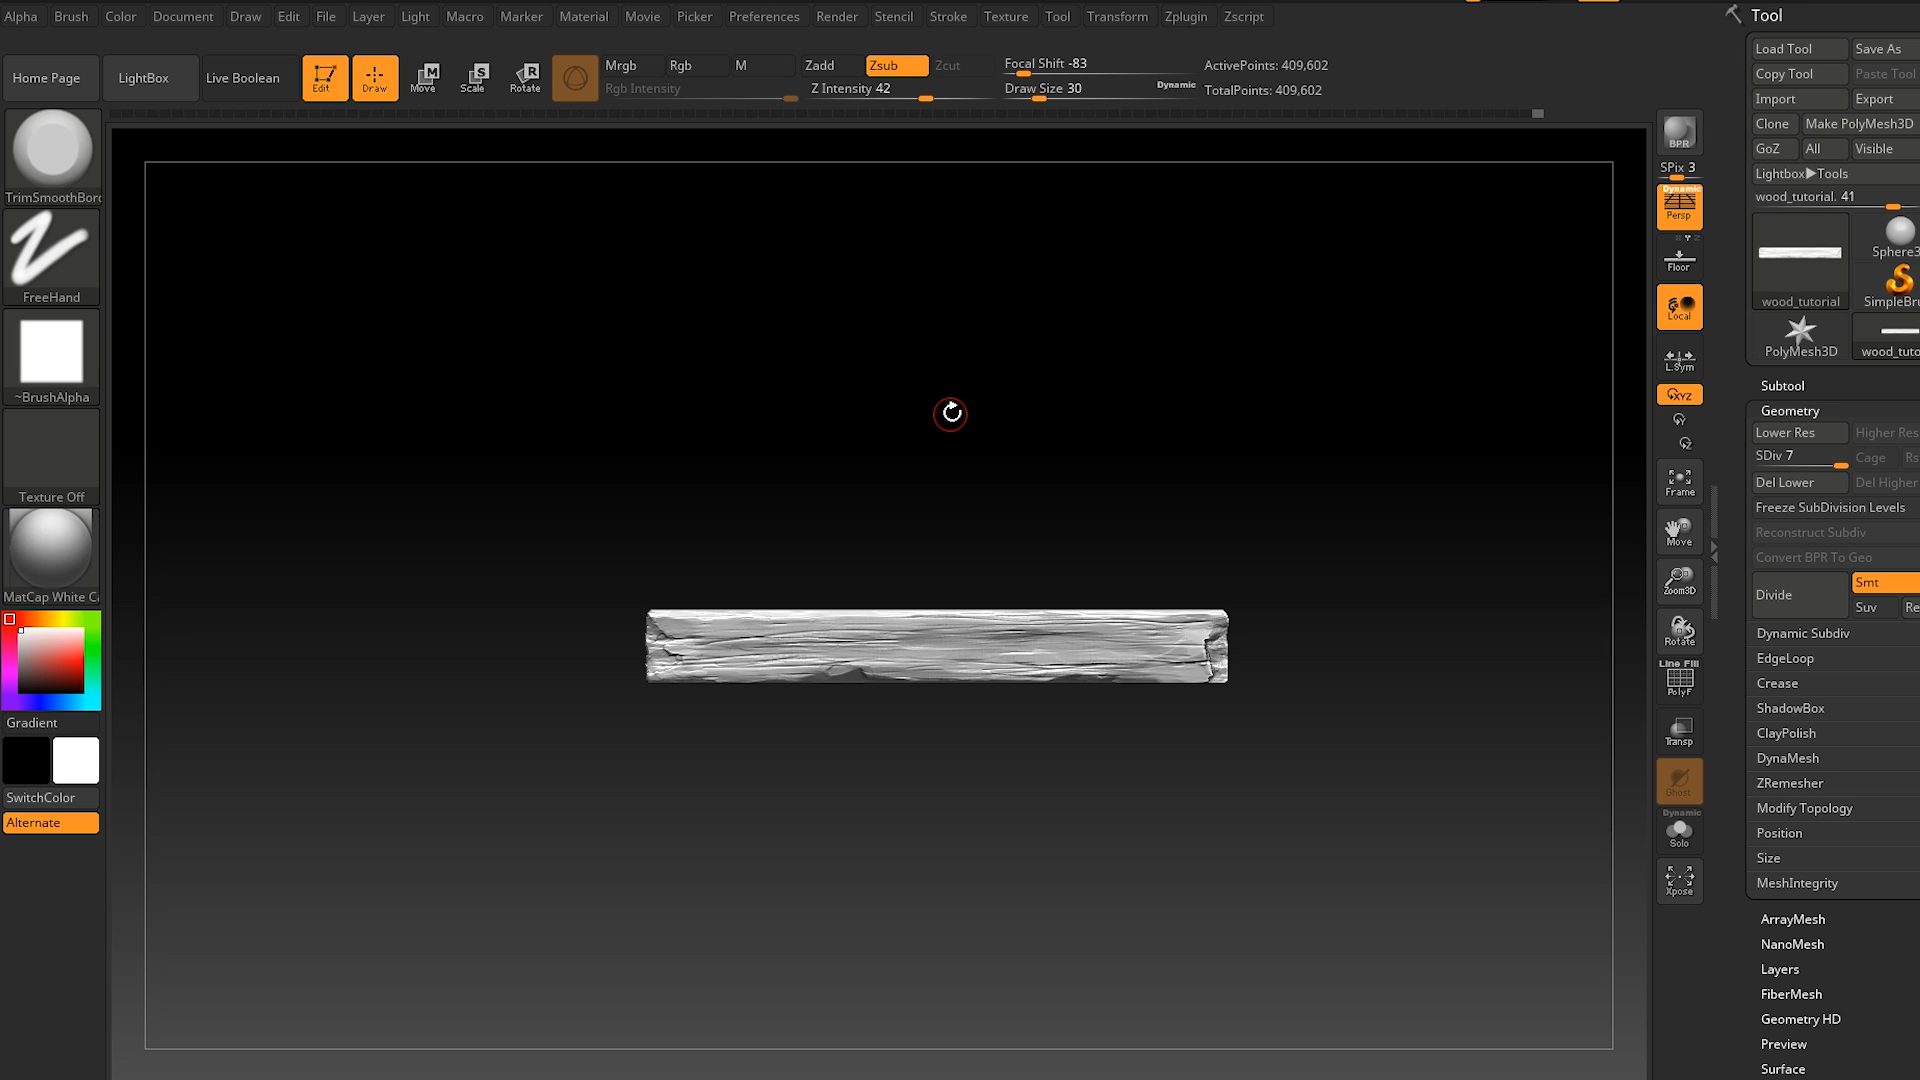 Alpha Brush Color Document Draw Edit File Layer Light Macro Marker Material Movie Picker Preferences Render Stencil Stroke Texture Tool Transform Zplugin Zscript
Home Page LightBox Live Boolean Edit Draw Move Scale Rotate
M S R
Mrgb Rgb M Zadd Zsub Zcut Focal Shift -83 ActivePoints: 409,602
Rgb Intensity Z Intensity 42 Draw Size 30 Dynamic TotalPoints: 409,602
TrimSmoothBord
FreeHand
~BrushAlpha
Texture Off
MatCap White Ca
Gradient
SwitchColor
Alternate
BPR
SPix 3
Dynamic
Persp
Floor
Local
L.Sym
XYZ
Y
Z
Frame
Move
Zoom3D
Rotate
Line Fill
PolyF
Transp
Ghost
Dynamic
Solo
Xpose
Tool
Load Tool Save As
Copy Tool Paste Tool
Import Export
Clone Make PolyMesh3D
GoZ All Visible
Lightbox▶Tools
wood_tutorial. 41
wood_tutorial
Sphere3
SimpleBru
PolyMesh3D
wood_tuto
Subtool
Geometry
Lower Res Higher Res
SDiv 7 Cage Rs
Del Lower Del Higher
Freeze SubDivision Levels
Reconstruct Subdiv
Convert BPR To Geo
Divide Smt
Suv Re
Dynamic Subdiv
EdgeLoop
Crease
ShadowBox
ClayPolish
DynaMesh
ZRemesher
Modify Topology
Position
Size
MeshIntegrity
ArrayMesh
NanoMesh
Layers
FiberMesh
Geometry HD
Preview
Surface